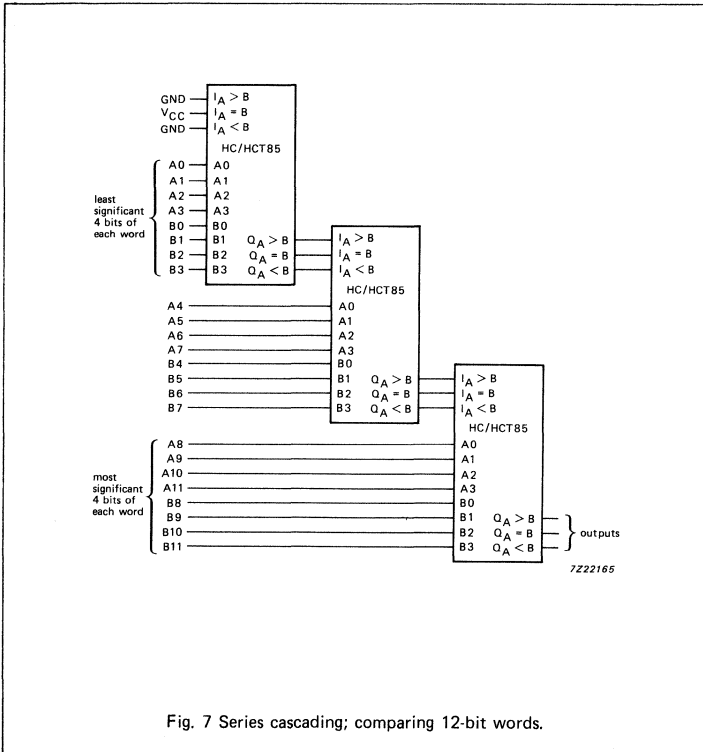 GND I_A > B
V_CC I_A = B
GND I_A < B
HC/HCT85
A0 A0
A1 A1
A2 A2
A3 A3
B0 B0
B1 B1 Q_A > B
B2 B2 Q_A = B
B3 B3 Q_A < B
least
significant
4 bits of
each word
I_A > B
I_A = B
I_A < B
HC/HCT85
A4 A0
A5 A1
A6 A2
A7 A3
B4 B0
B5 B1 Q_A > B
B6 B2 Q_A = B
B7 B3 Q_A < B
I_A > B
I_A = B
I_A < B
HC/HCT85
A8 A0
A9 A1
A10 A2
A11 A3
B8 B0
B9 B1 Q_A > B
B10 B2 Q_A = B
B11 B3 Q_A < B
most
significant
4 bits of
each word
outputs
7Z22165
Fig. 7 Series cascading; comparing 12-bit words.